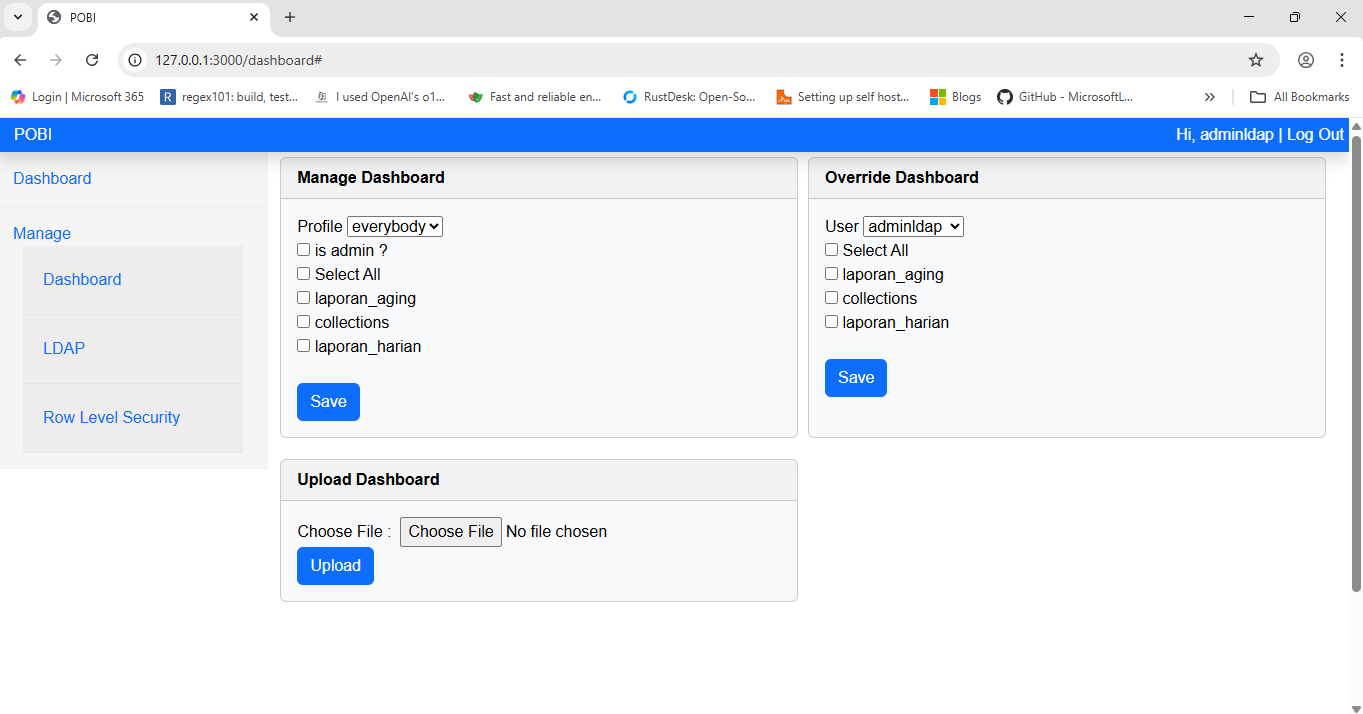 POBI
127.0.0.1:3000/dashboard#
Login | Microsoft 365 regex101: build, test... I used OpenAI's o1... Fast and reliable en... RustDesk: Open-So... Setting up self host... Blogs GitHub - MicrosoftL... All Bookmarks
POBI Hi, adminldap | Log Out
Dashboard
Manage
Dashboard
LDAP
Row Level Security
Manage Dashboard
Profile everybody
is admin ?
Select All
laporan_aging
collections
laporan_harian
Save
Override Dashboard
User adminldap
Select All
laporan_aging
collections
laporan_harian
Save
Upload Dashboard
Choose File : Choose File No file chosen
Upload